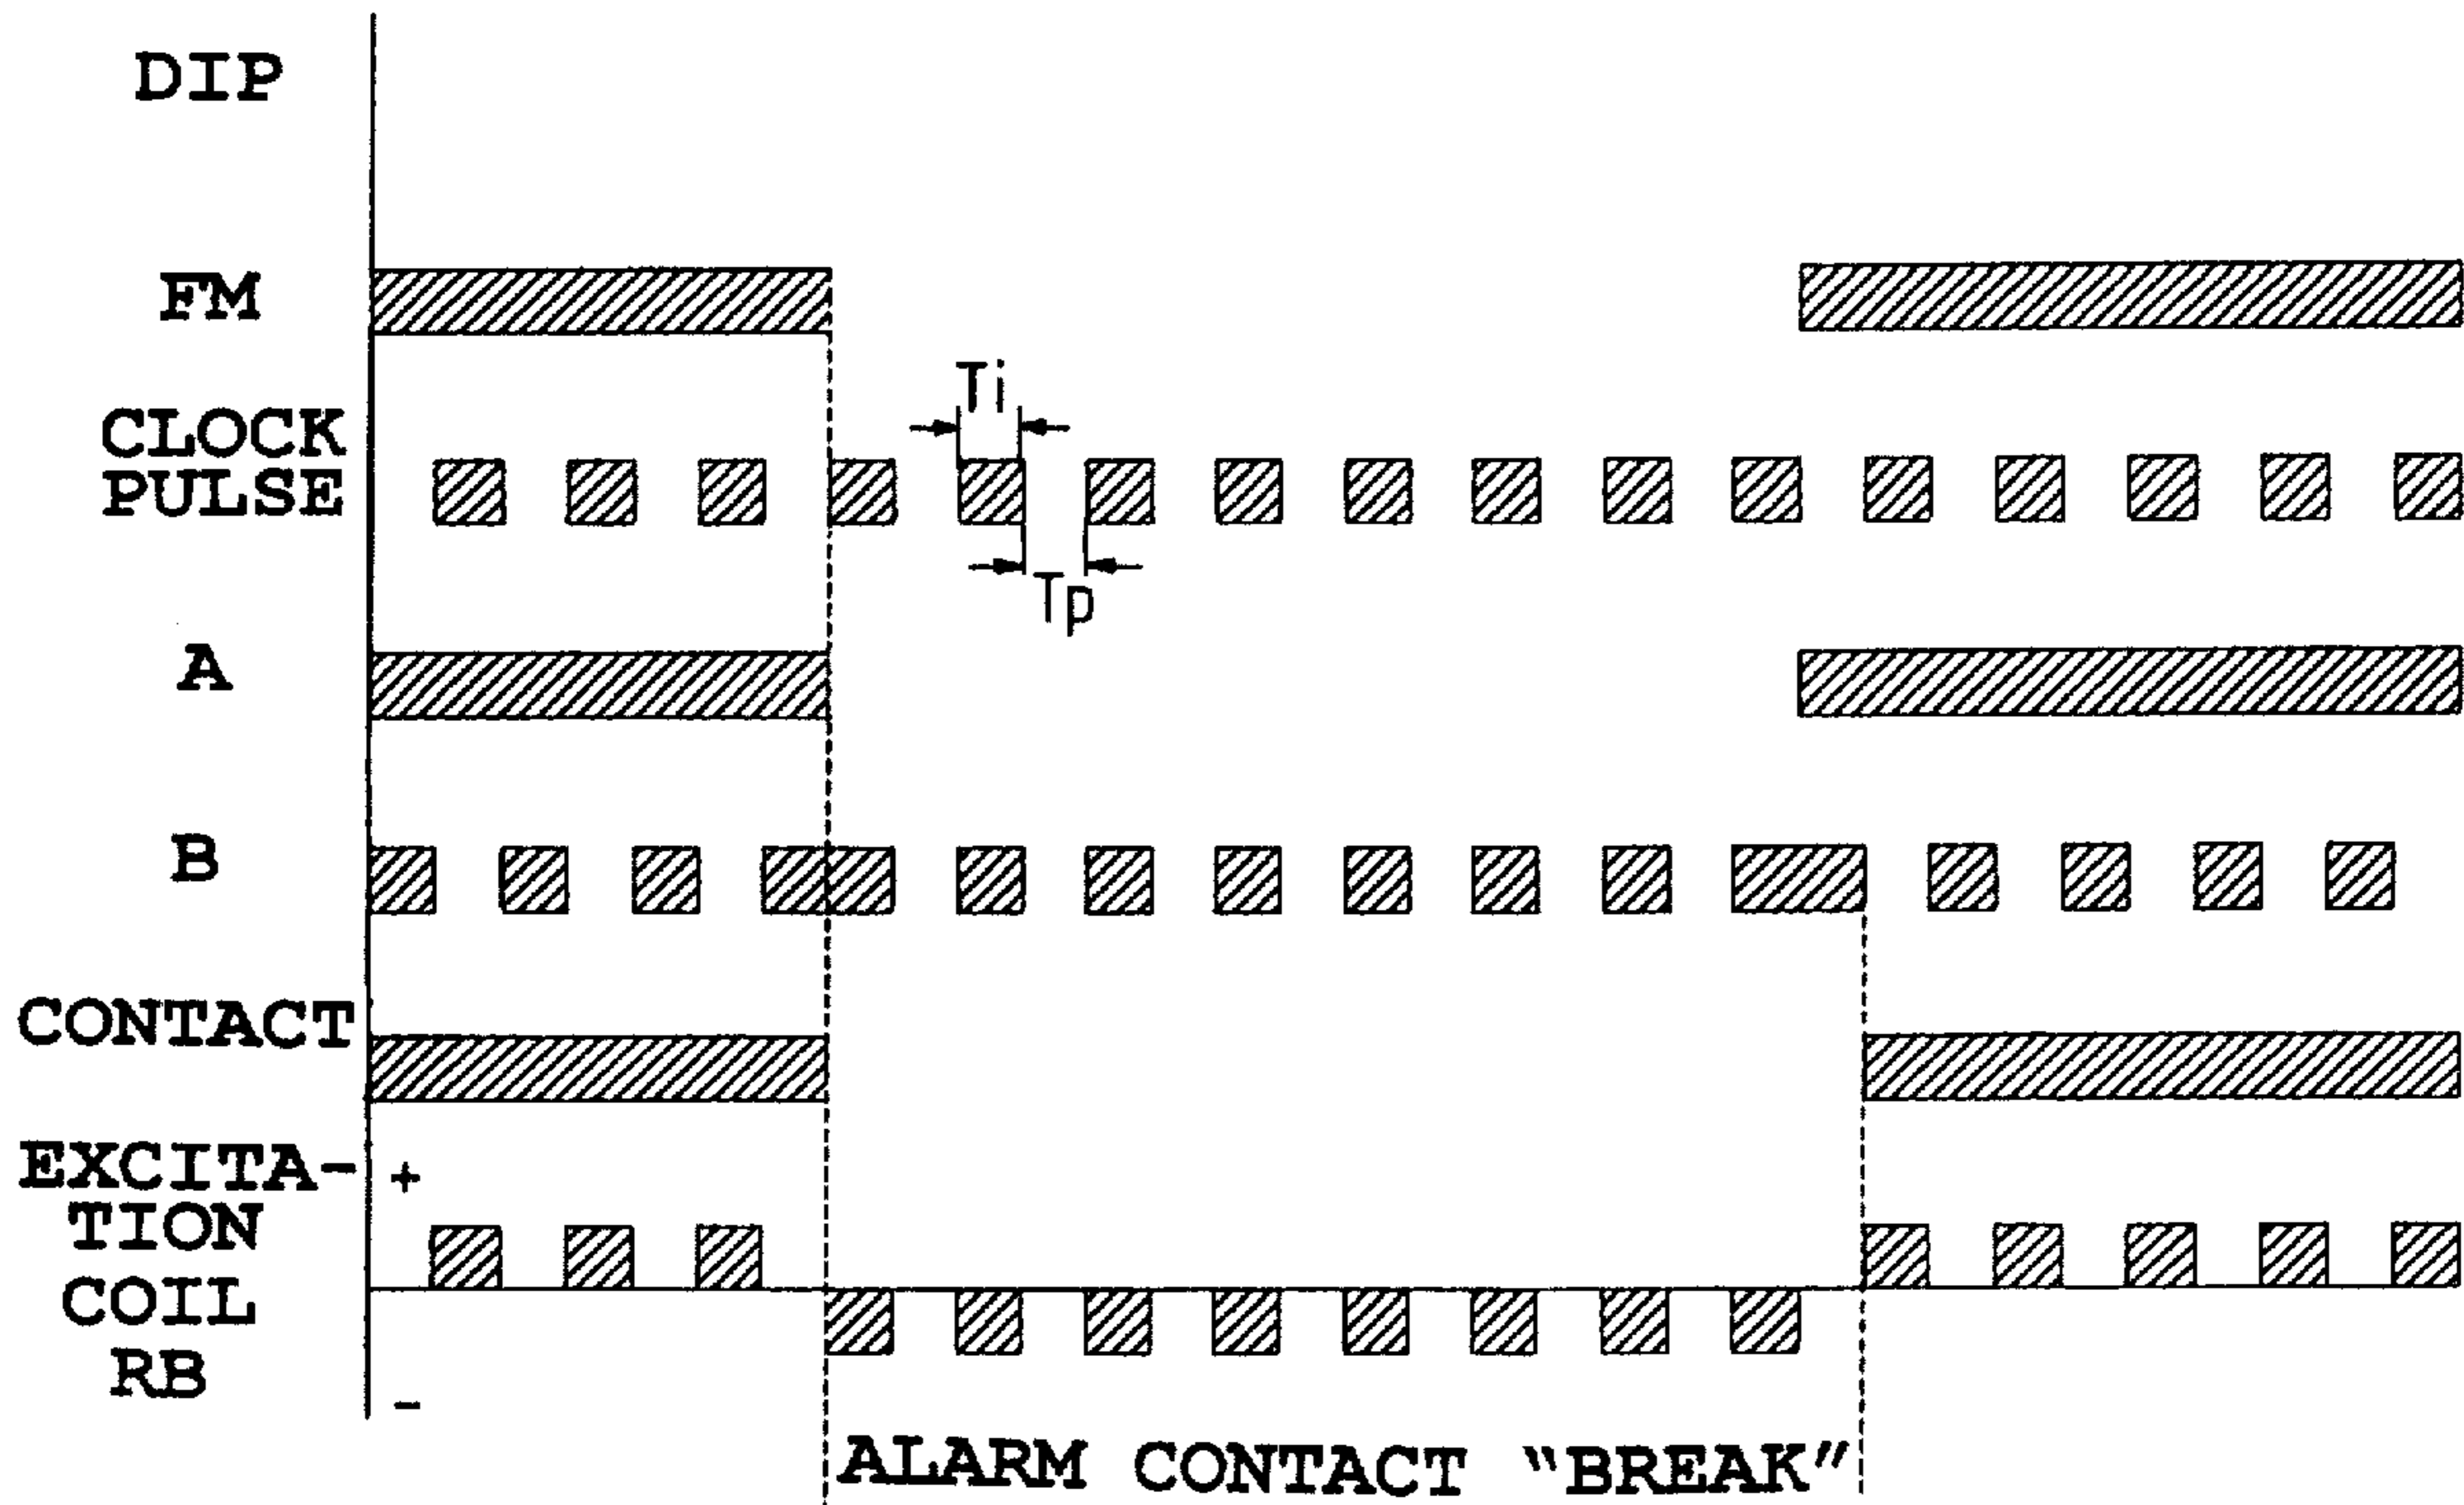 DIP
FM
Ti
CLOCK
PULSE
Tp
A
B
CONTACT
EXCITA-
TION
COIL
RB
+
-
ALARM CONTACT "BREAK"